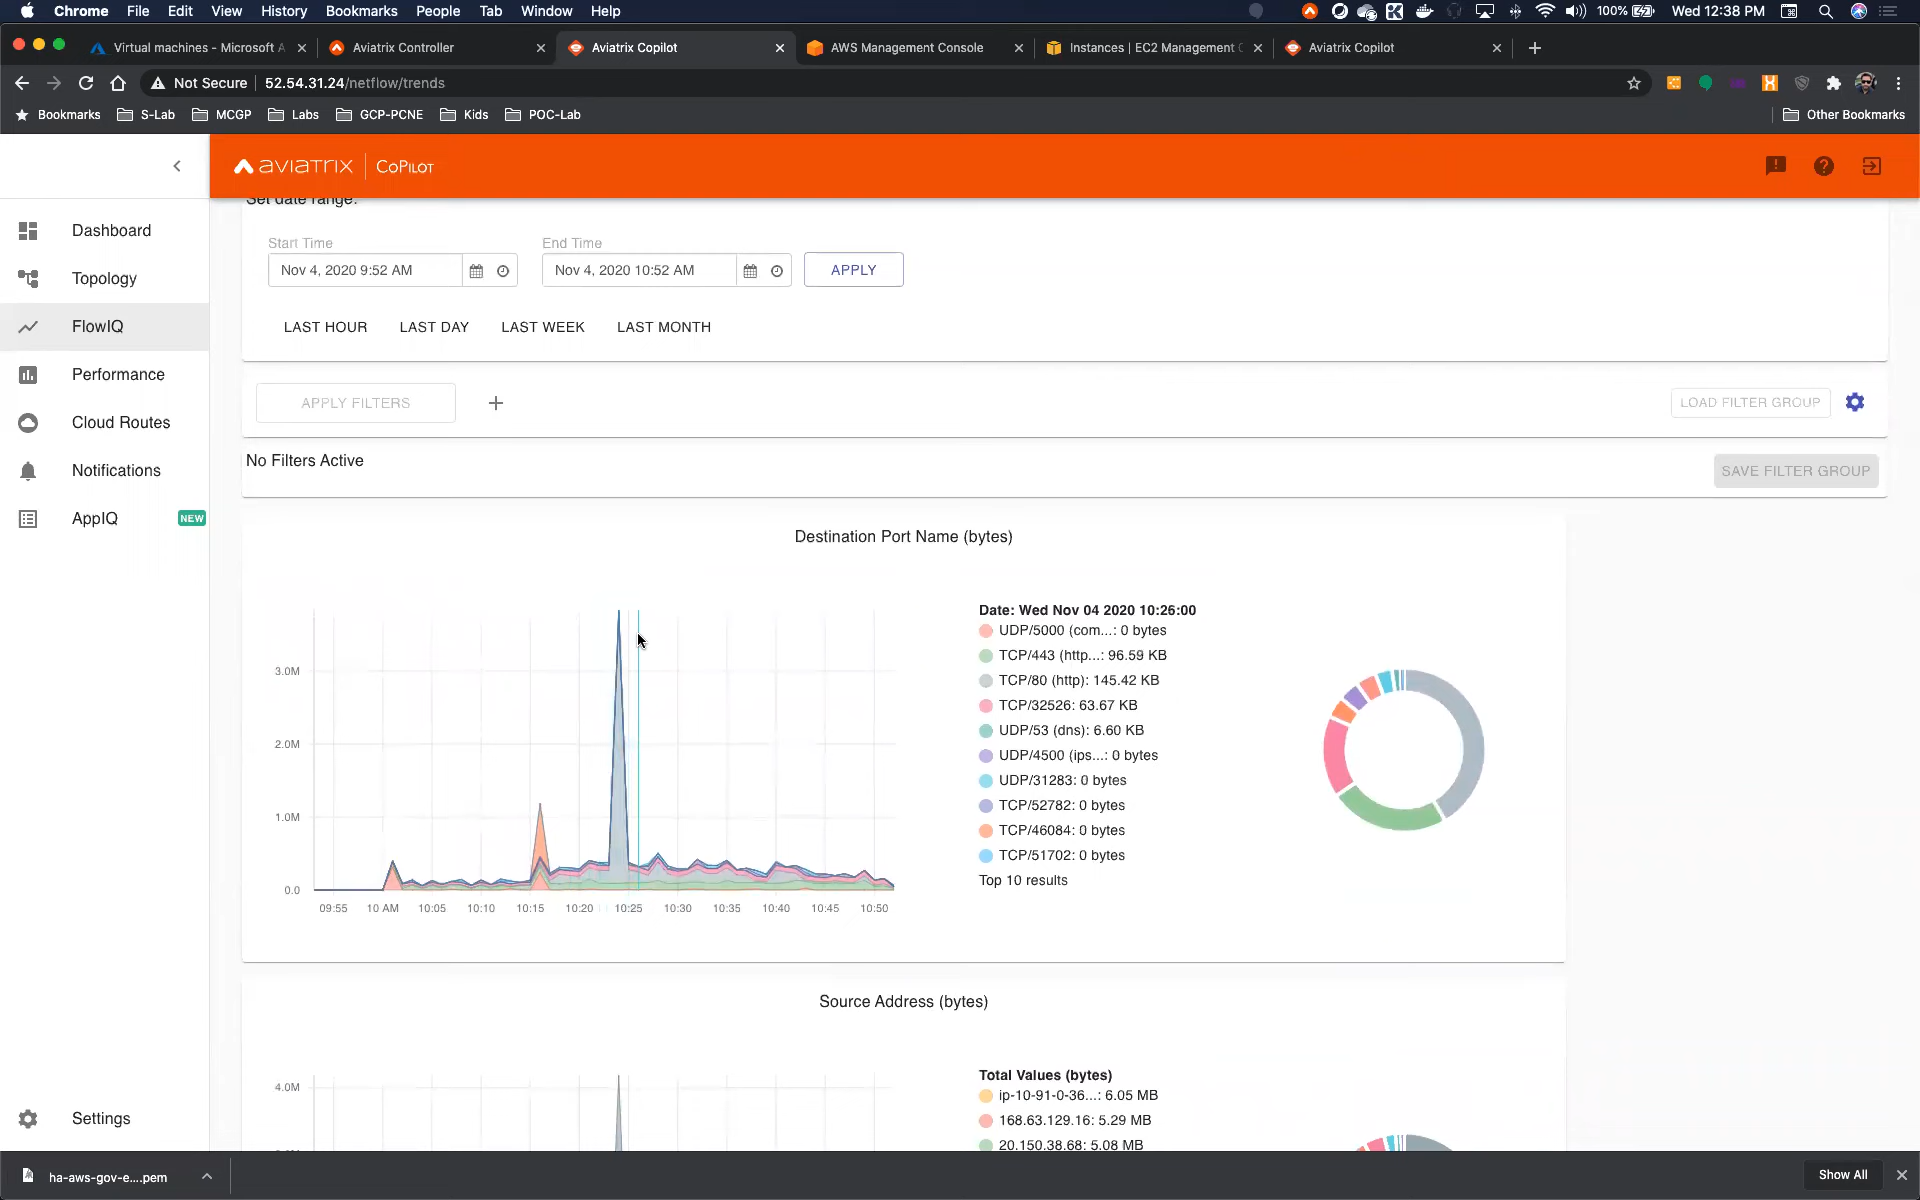 Chrome File Edit View History Bookmarks People Tab Window Help 100% Wed 12:38 PM
Virtual machines - Microsoft A Aviatrix Controller Aviatrix Copilot AWS Management Console Instances | EC2 Management C Aviatrix Copilot
Not Secure 52.54.31.24/netflow/trends
Bookmarks S-Lab MCGP Labs GCP-PCNE Kids POC-Lab Other Bookmarks
aviatrix CoPilot
Dashboard
Topology
FlowIQ
Performance
Cloud Routes
Notifications
AppIQ NEW
Settings
Set date range:
Start Time End Time
Nov 4, 2020 9:52 AM Nov 4, 2020 10:52 AM APPLY
LAST HOUR LAST DAY LAST WEEK LAST MONTH
APPLY FILTERS + LOAD FILTER GROUP
No Filters Active SAVE FILTER GROUP
Destination Port Name (bytes)
3.0M
2.0M
1.0M
0.0
09:55 10 AM 10:05 10:10 10:15 10:20 10:25 10:30 10:35 10:40 10:45 10:50
Date: Wed Nov 04 2020 10:26:00
UDP/5000 (com...: 0 bytes
TCP/443 (http...: 96.59 KB
TCP/80 (http): 145.42 KB
TCP/32526: 63.67 KB
UDP/53 (dns): 6.60 KB
UDP/4500 (ips...: 0 bytes
UDP/31283: 0 bytes
TCP/52782: 0 bytes
TCP/46084: 0 bytes
TCP/51702: 0 bytes
Top 10 results
Source Address (bytes)
4.0M
Total Values (bytes)
ip-10-91-0-36...: 6.05 MB
168.63.129.16: 5.29 MB
20.150.38.68: 5.08 MB
ha-aws-gov-e....pem Show All